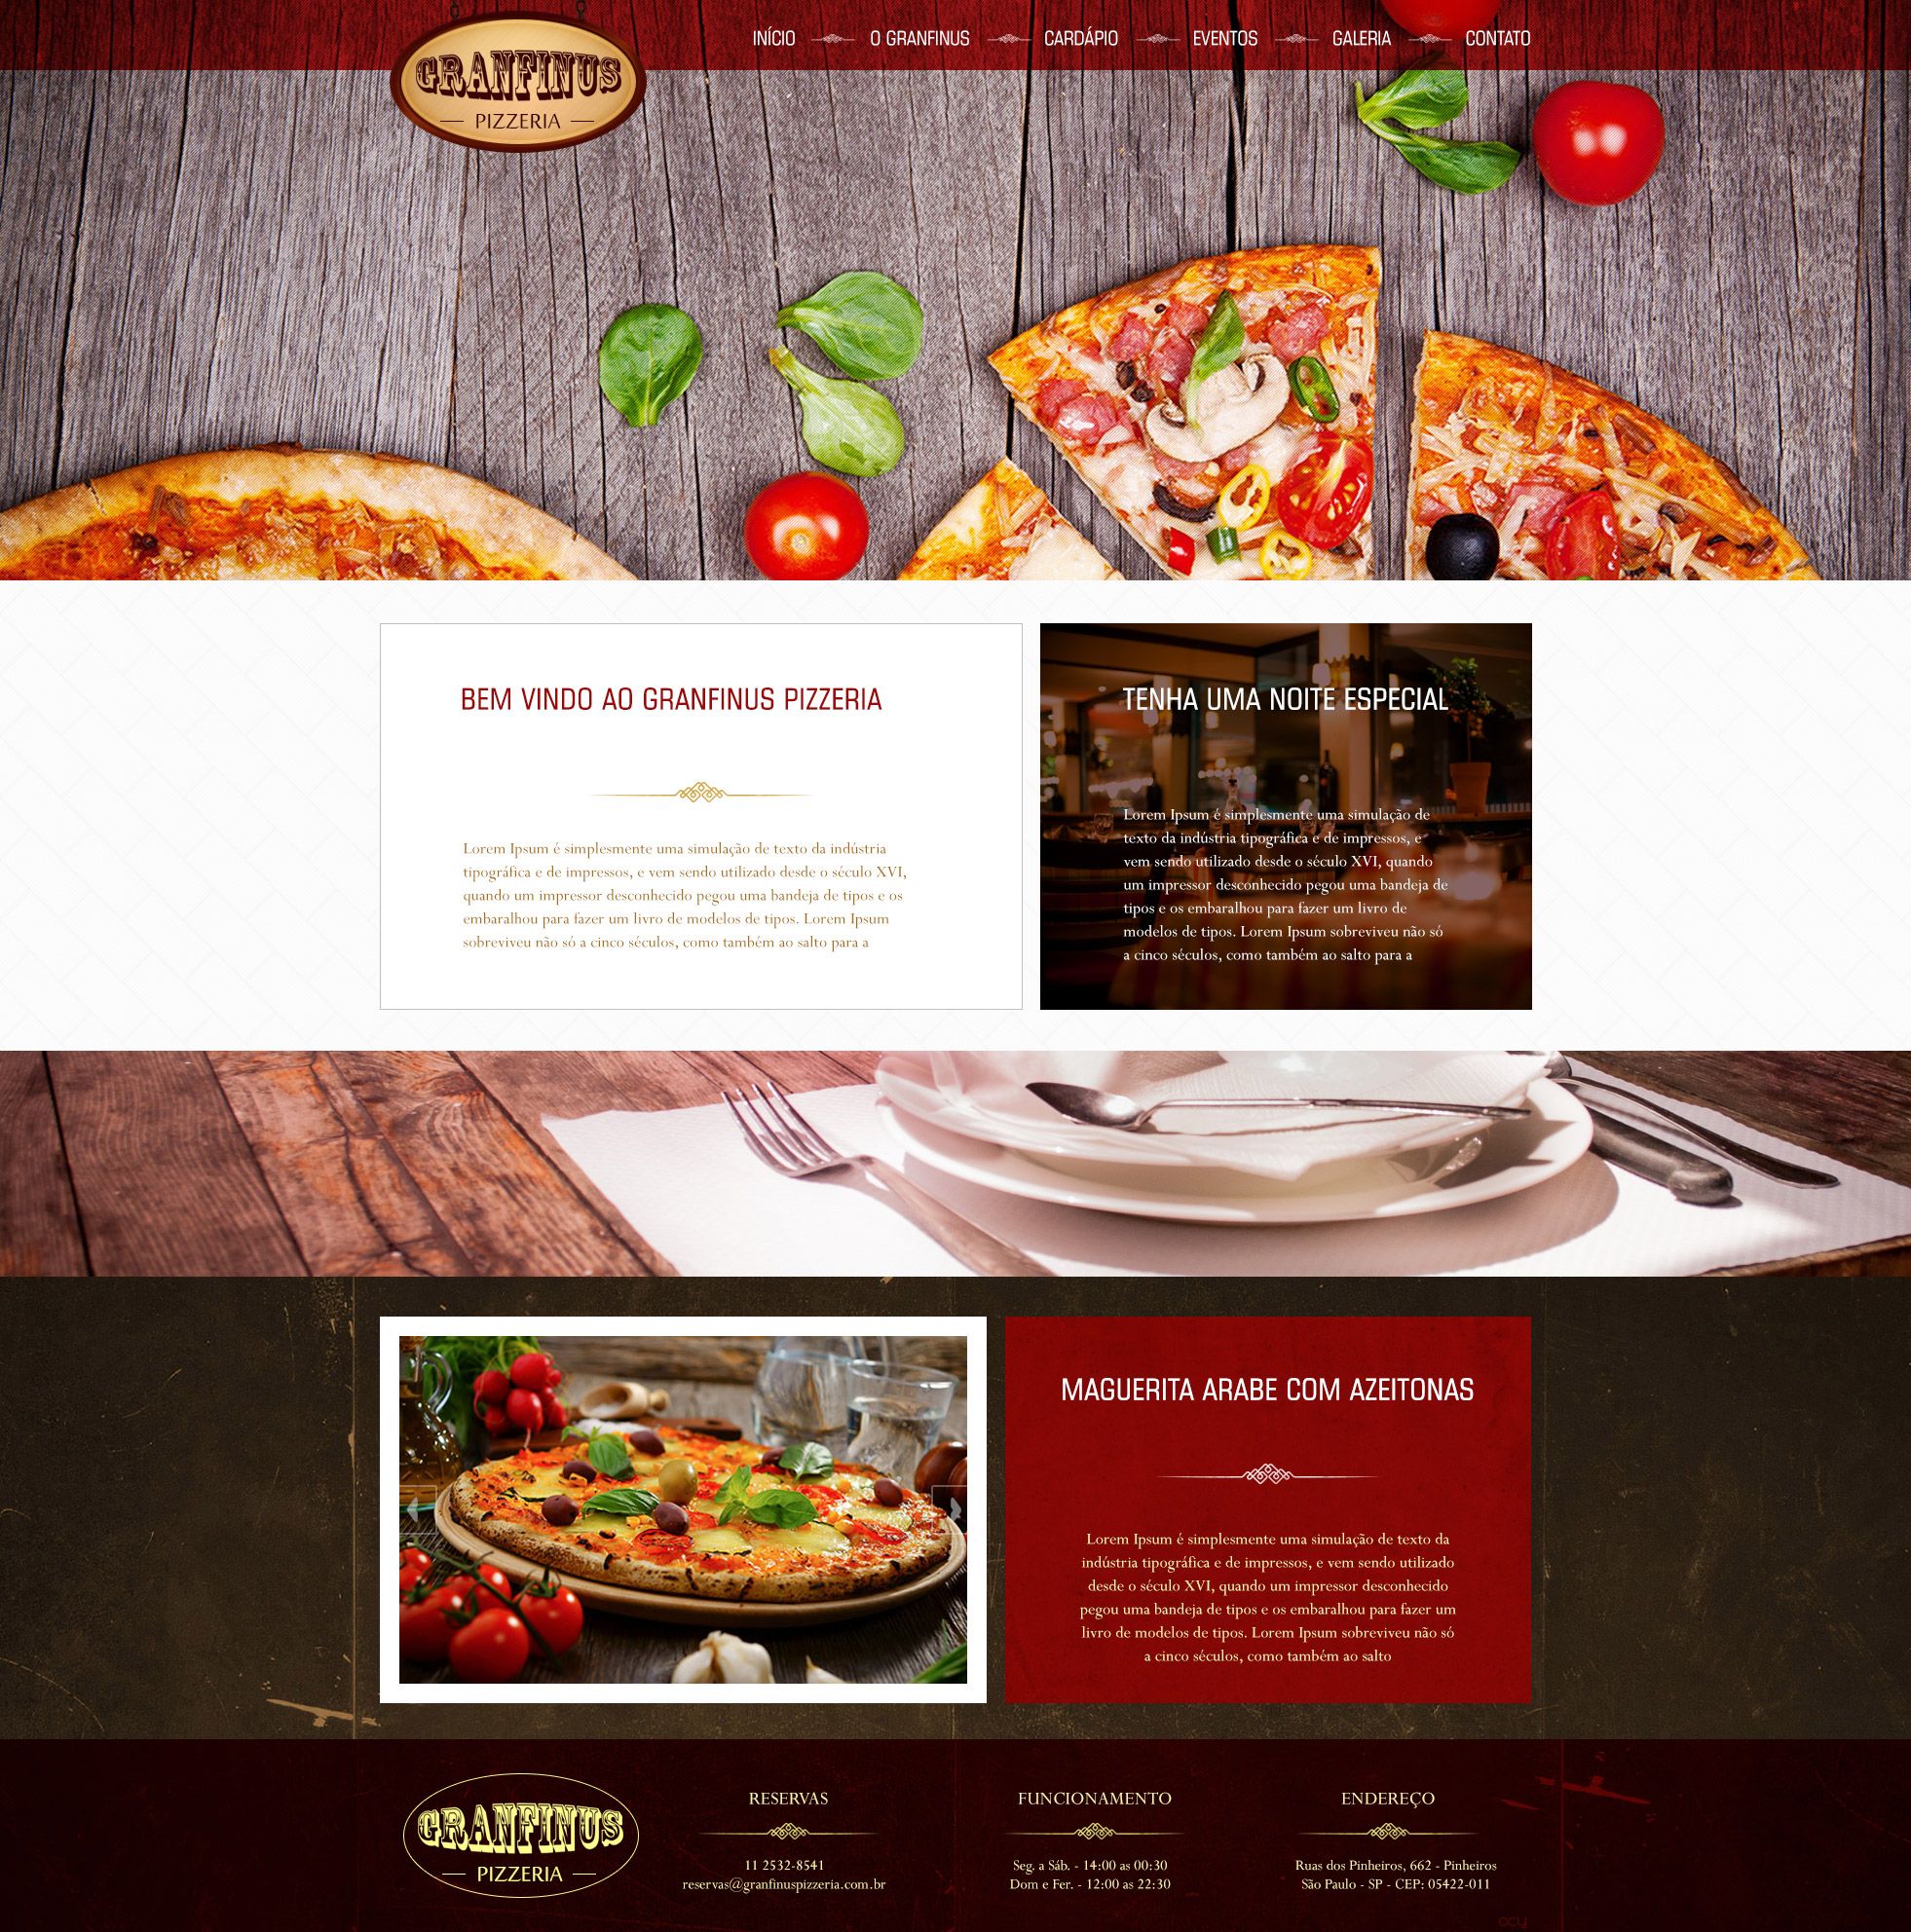 GRANFINUS
PIZZERIA
INÍCIO
O GRANFINUS
CARDÁPIO
EVENTOS
GALERIA
CONTATO
BEM VINDO AO GRANFINUS PIZZERIA
Lorem Ipsum é simplesmente uma simulação de texto da indústria
tipográfica e de impressos, e vem sendo utilizado desde o século XVI,
quando um impressor desconhecido pegou uma bandeja de tipos e os
embaralhou para fazer um livro de modelos de tipos. Lorem Ipsum
sobreviveu não só a cinco séculos, como também ao salto para a
TENHA UMA NOITE ESPECIAL
Lorem Ipsum é simplesmente uma simulação de
texto da indústria tipográfica e de impressos, e
vem sendo utilizado desde o século XVI, quando
um impressor desconhecido pegou uma bandeja de
tipos e os embaralhou para fazer um livro de
modelos de tipos. Lorem Ipsum sobreviveu não só
a cinco séculos, como também ao salto para a
MAGUERITA ARABE COM AZEITONAS
Lorem Ipsum é simplesmente uma simulação de texto da
indústria tipográfica e de impressos, e vem sendo utilizado
desde o século XVI, quando um impressor desconhecido
pegou uma bandeja de tipos e os embaralhou para fazer um
livro de modelos de tipos. Lorem Ipsum sobreviveu não só
a cinco séculos, como também ao salto
GRANFINUS
PIZZERIA
RESERVAS
11 2532-8541
reservas@granfinuspizzeria.com.br
FUNCIONAMENTO
Seg. a Sáb. - 14:00 as 00:30
Dom e Fer. - 12:00 as 22:30
ENDEREÇO
Ruas dos Pinheiros, 662 - Pinheiros
São Paulo - SP - CEP: 05422-011